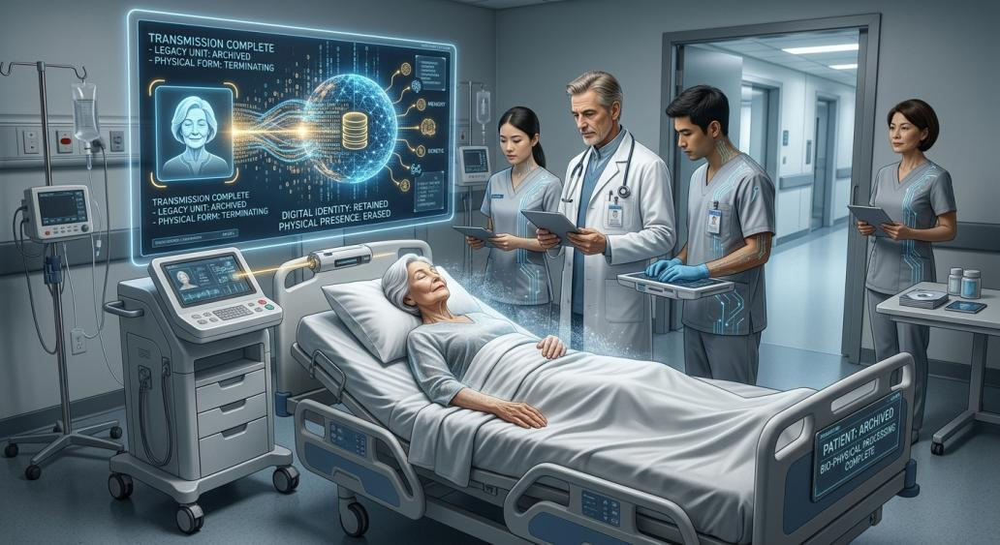 TRANSMISSION COMPLETE
- LEGACY UNIT: ARCHIVED
- PHYSICAL FORM: TERMINATING
MEMORY
GENETIC
TRANSMISSION COMPLETE
- LEGACY UNIT: ARCHIVED
- PHYSICAL FORM: TERMINATING
DIGITAL IDENTITY: RETAINED
PHYSICAL PRESENCE: ERASED
PATIENT: ARCHIVED
BIO-PHYSICAL PROCESSING
COMPLETE